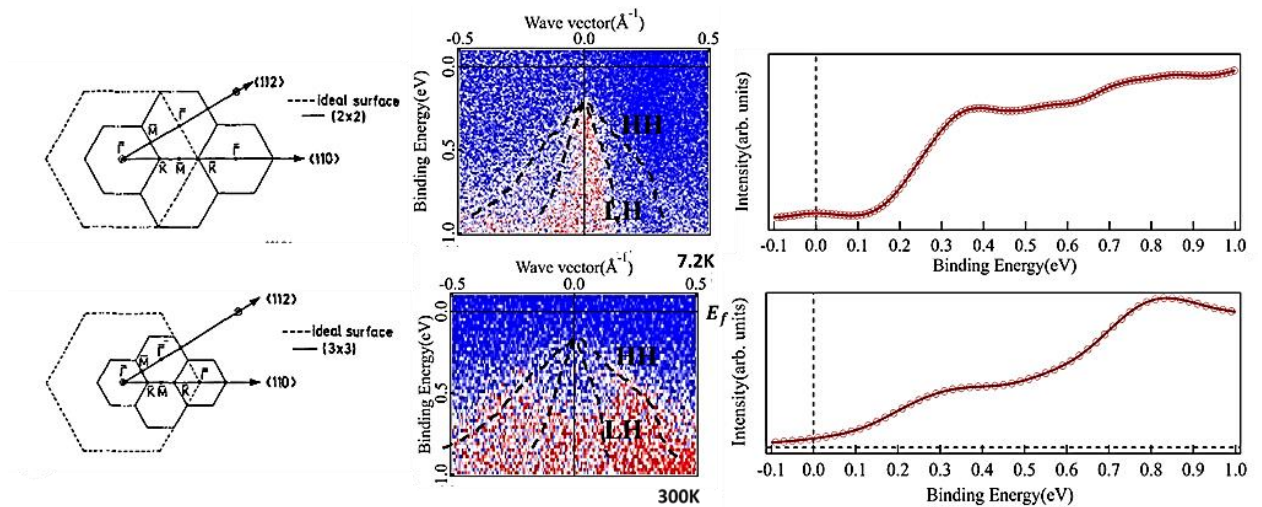 ⟨112⟩
---ideal surface
— (2x2)
M̄
Γ̄
Γ̄
Γ̄
⟨110⟩
K̄
M̄
K̄
Wave vector(Å⁻¹)
-0.5
0.0
0.5
Binding Energy(eV)
0.0
0.5
1.0
HH
LH
7.2K
Intensity(arb. units)
-0.1
0.0
0.1
0.2
0.3
0.4
0.5
0.6
0.7
0.8
0.9
1.0
Binding Energy(eV)
⟨112⟩
---ideal surface
— (3x3)
M̄
Γ̄
Γ̄
Γ̄
⟨110⟩
K̄
M̄
K̄
Wave vector(Å⁻¹)
-0.5
0.0
0.5
Binding Energy(eV)
0.0
0.5
1.0
E_f
HH
LH
300K
Intensity(arb. units)
-0.1
0.0
0.1
0.2
0.3
0.4
0.5
0.6
0.7
0.8
0.9
1.0
Binding Energy(eV)